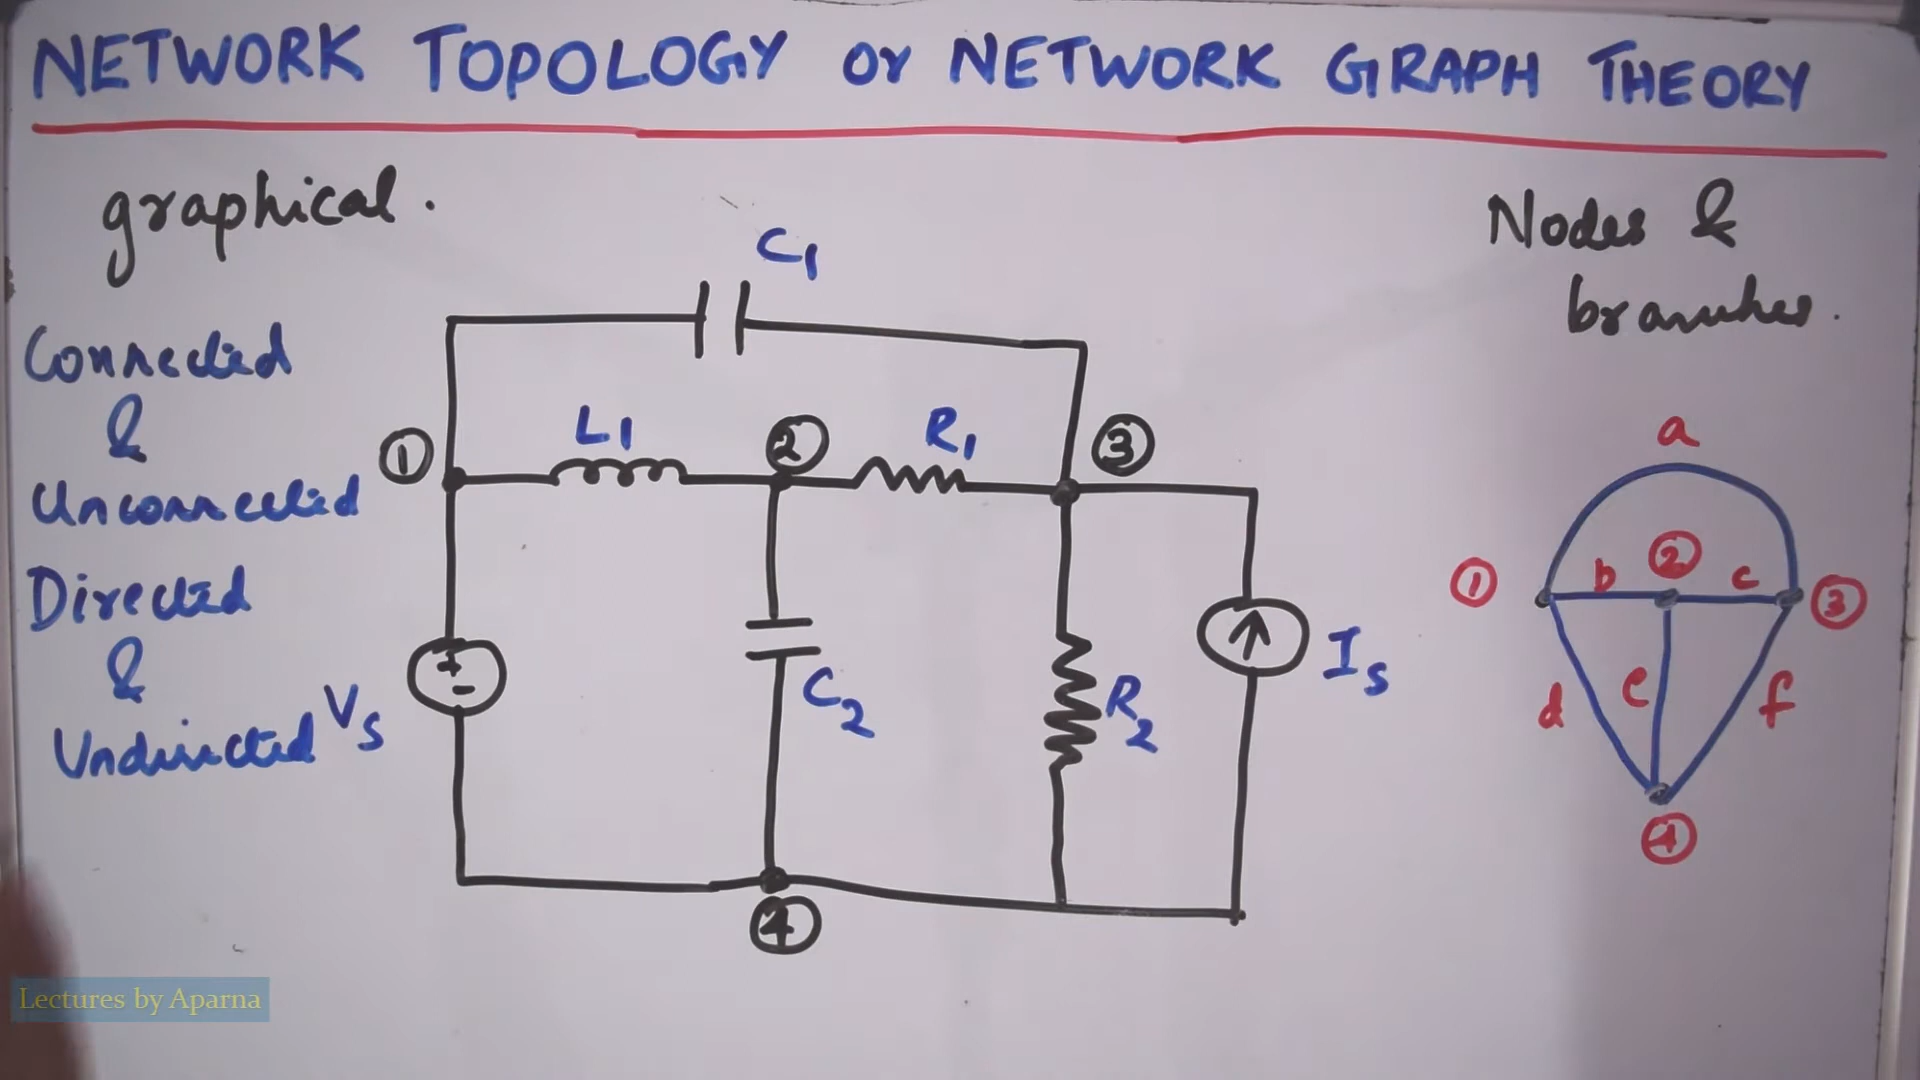 NETWORK TOPOLOGY or NETWORK GRAPH THEORY
graphical.
Nodes &
branches.
Connected
&
Unconnected
Directed
&
Undirected
C1
1
L1
2
R1
3
Vs
+
-
C2
R2
Is
4
a
1
b
2
c
3
d
e
f
4
Lectures by Aparna